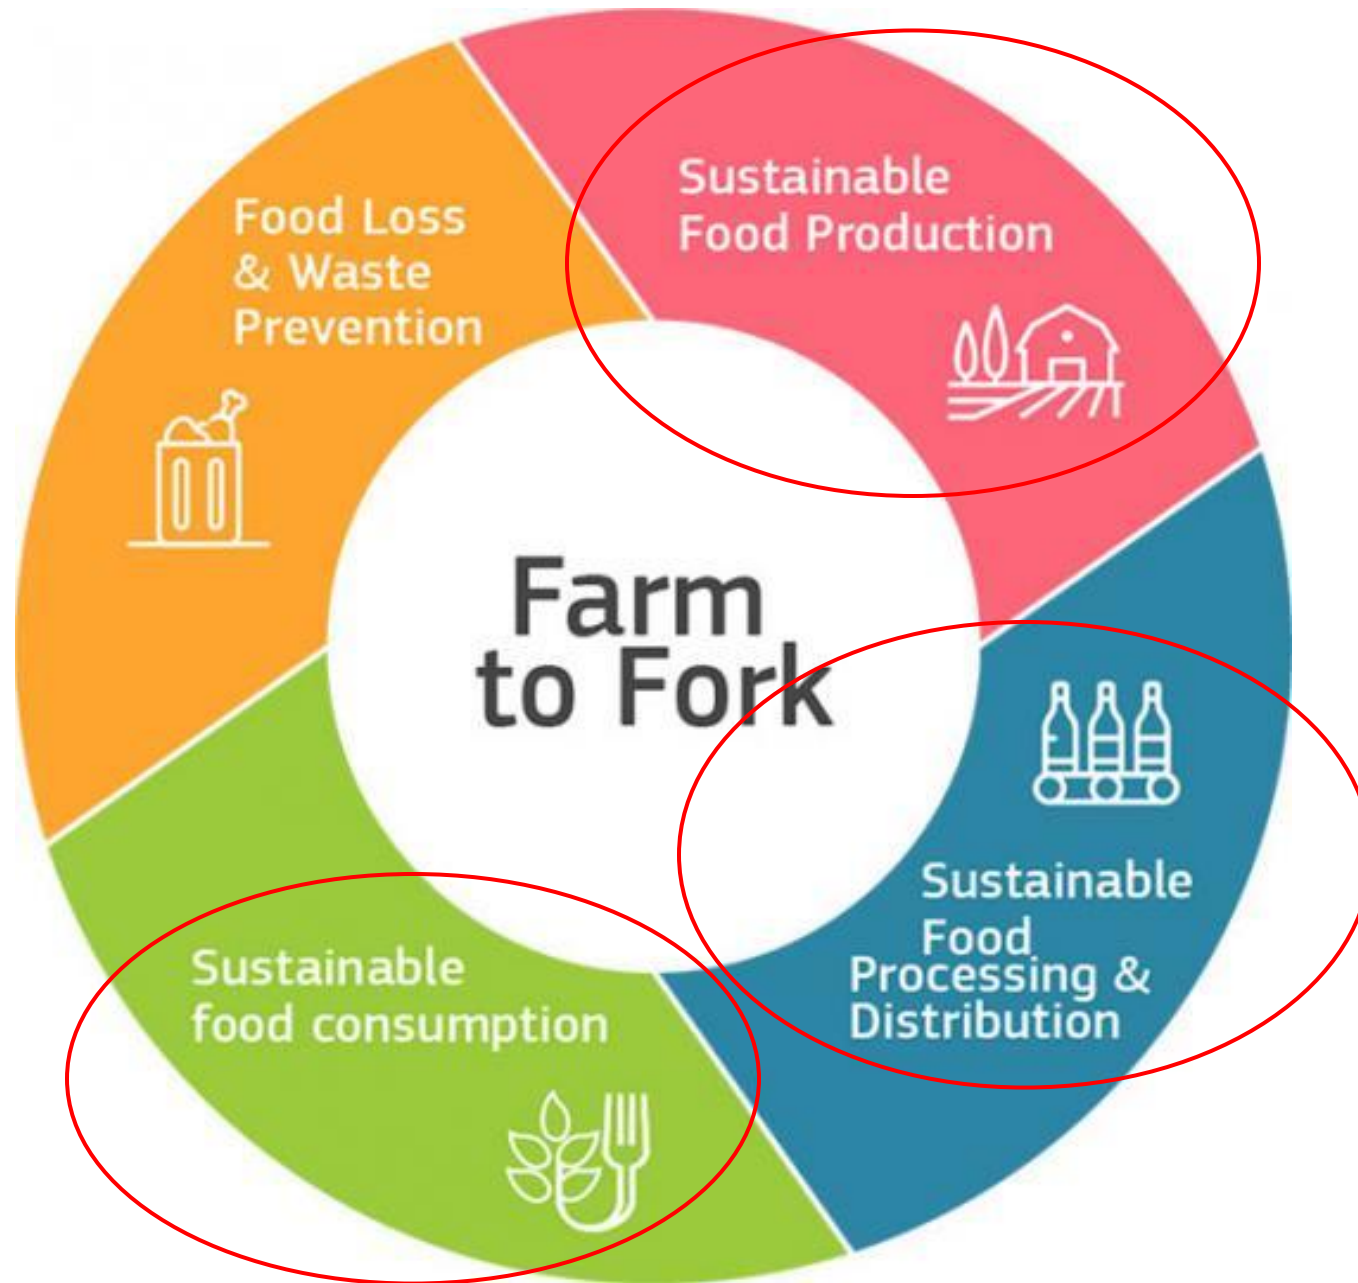 Sustainable
Food Production
Food Loss
& Waste
Prevention
Farm
to Fork
Sustainable
Food
Processing &
Distribution
Sustainable
food consumption